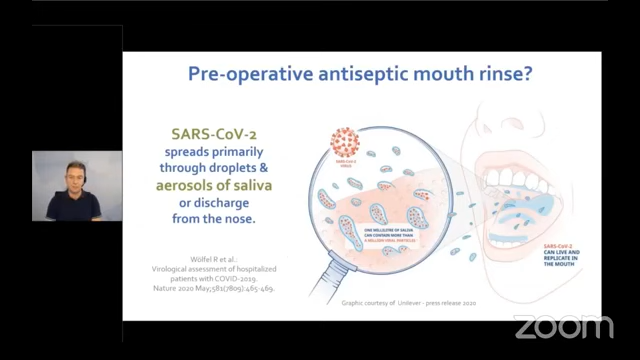 Pre-operative antiseptic mouth rinse?
SARS-CoV-2
spreads primarily
through droplets &
aerosols of saliva
or discharge
from the nose.
Wölfel R et al.:
Virological assessment of hospitalized
patients with COVID-2019.
Nature 2020 May;581(7809):465-469.
SARS-COV-2
VIRUS
ONE MILLILITRE OF SALIVA
CAN CONTAIN MORE THAN
A MILLION VIRAL PARTICLES
SARS-COV-2
CAN LIVE AND
REPLICATE IN
THE MOUTH
Graphic courtesy of Unilever - press release 2020
zoom